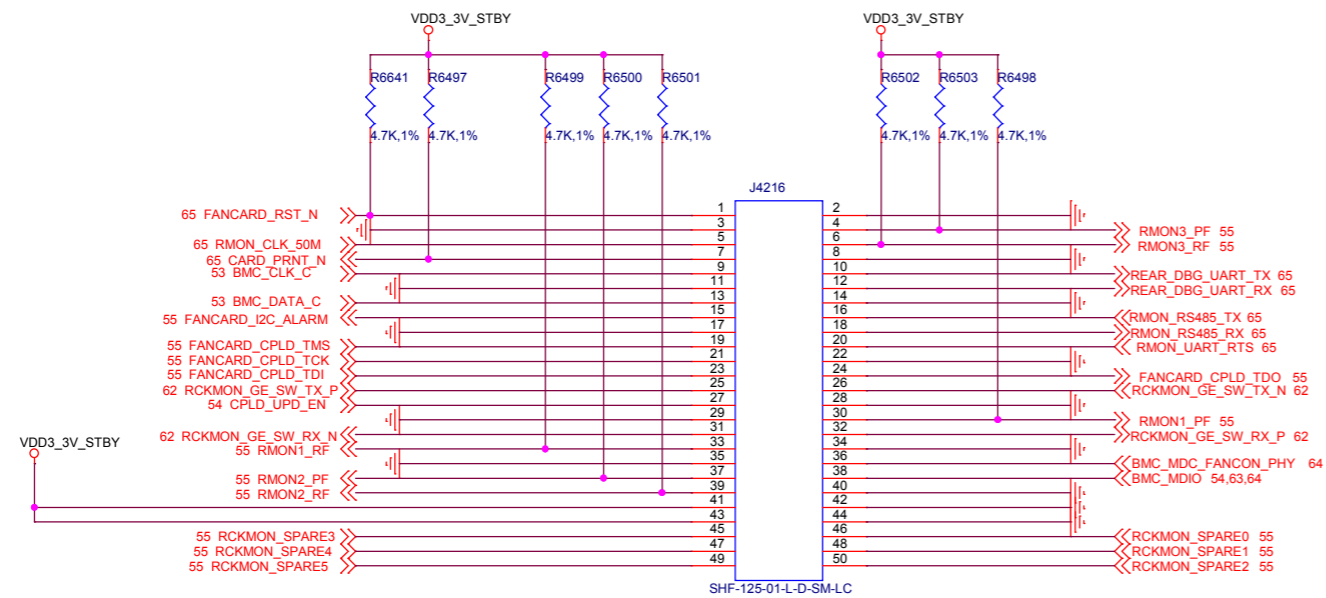 VDD3_3V_STBY VDD3_3V_STBY
R6641 R6497 R6499 R6500 R6501 R6502 R6503 R6498
4.7K,1% 4.7K,1% 4.7K,1% 4.7K,1% 4.7K,1% 4.7K,1% 4.7K,1% 4.7K,1%
J4216
65 FANCARD_RST_N 1 2
3 4 RMON3_PF 55
65 RMON_CLK_50M 5 6 RMON3_RF 55
65 CARD_PRNT_N 7 8
53 BMC_CLK_C 9 10 REAR_DBG_UART_TX 65
11 12 REAR_DBG_UART_RX 65
53 BMC_DATA_C 13 14
55 FANCARD_I2C_ALARM 15 16 RMON_RS485_TX 65
17 18 RMON_RS485_RX 65
55 FANCARD_CPLD_TMS 19 20 RMON_UART_RTS 65
55 FANCARD_CPLD_TCK 21 22
55 FANCARD_CPLD_TDI 23 24 FANCARD_CPLD_TDO 55
62 RCKMON_GE_SW_TX_P 25 26 RCKMON_GE_SW_TX_N 62
54 CPLD_UPD_EN 27 28
29 30 RMON1_PF 55
62 RCKMON_GE_SW_RX_N 31 32 RCKMON_GE_SW_RX_P 62
VDD3_3V_STBY
55 RMON1_RF 33 34
35 36 BMC_MDC_FANCON_PHY 64
55 RMON2_PF 37 38 BMC_MDIO 54,63,64
55 RMON2_RF 39 40
41 42
43 44
55 RCKMON_SPARE3 45 46 RCKMON_SPARE0 55
55 RCKMON_SPARE4 47 48 RCKMON_SPARE1 55
55 RCKMON_SPARE5 49 50 RCKMON_SPARE2 55
SHF-125-01-L-D-SM-LC